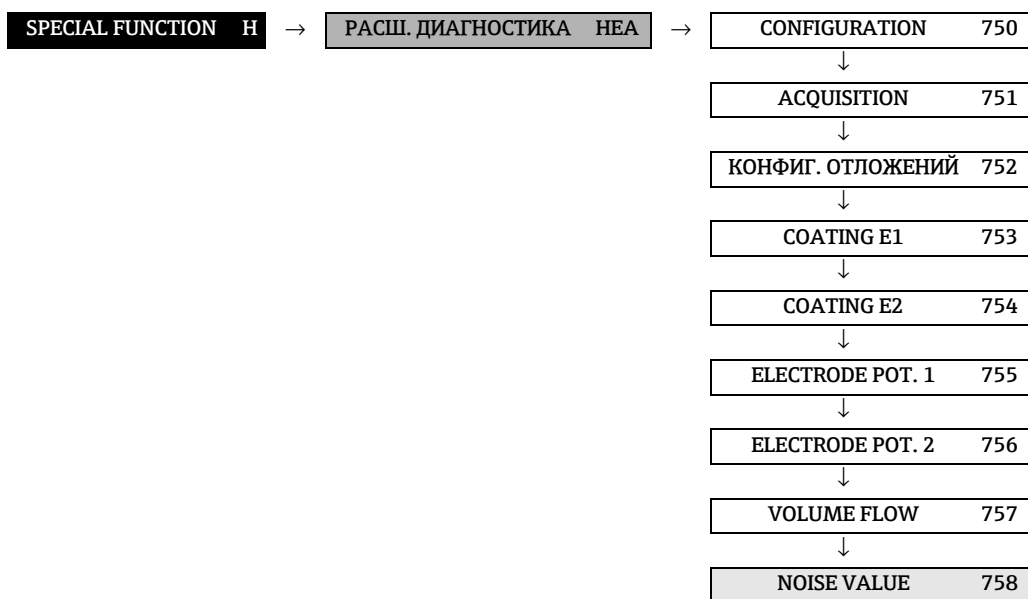 SPECIAL FUNCTION H → РАСШ. ДИАГНОСТИКА HEA → CONFIGURATION 750
↓
ACQUISITION 751
↓
КОНФИГ. ОТЛОЖЕНИЙ 752
↓
COATING E1 753
↓
COATING E2 754
↓
ELECTRODE POT. 1 755
↓
ELECTRODE POT. 2 756
↓
VOLUME FLOW 757
↓
NOISE VALUE 758